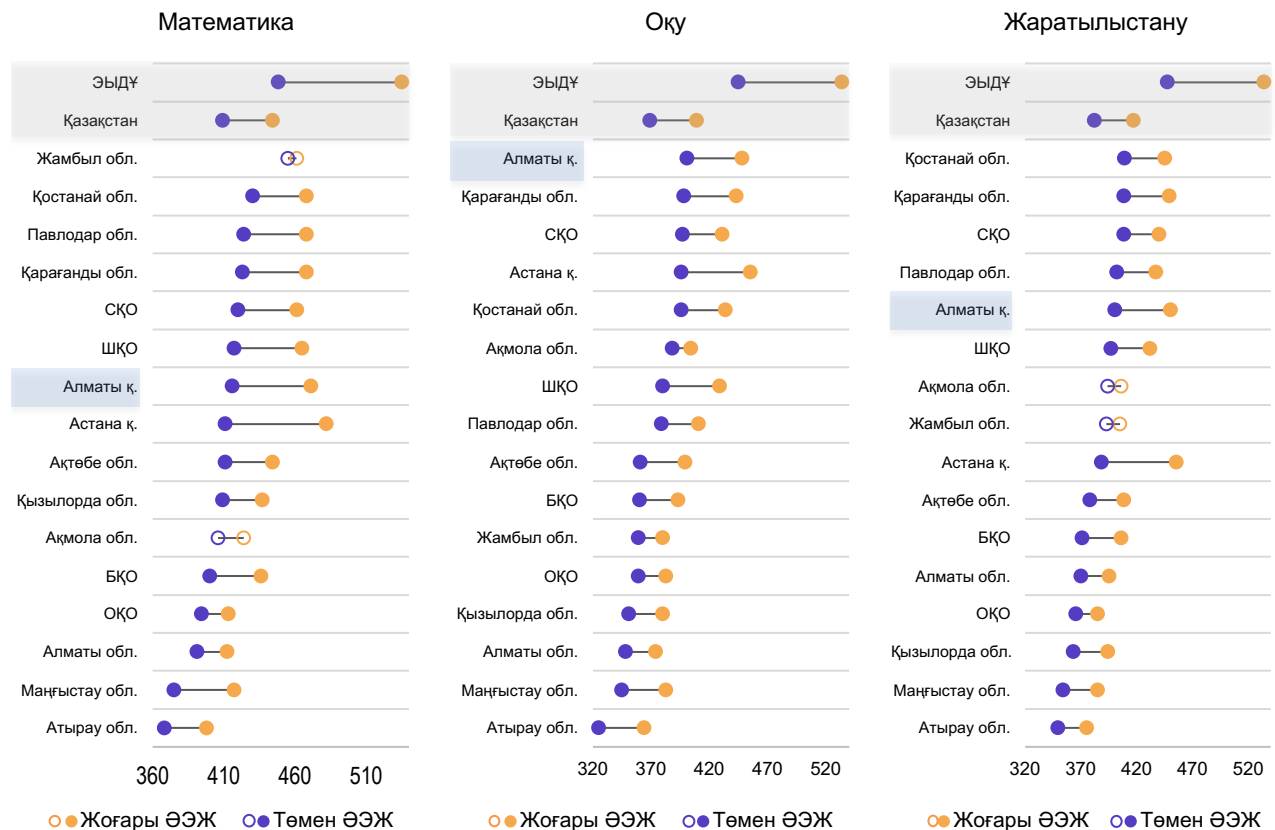 Математика
ЭЫДҰ
Қазақстан
Жамбыл обл.
Қостанай обл.
Павлодар обл.
Қарағанды обл.
СҚО
ШҚО
Алматы қ.
Астана қ.
Ақтөбе обл.
Қызылорда обл.
Ақмола обл.
БҚО
ОҚО
Алматы обл.
Маңғыстау обл.
Атырау обл.
360 410 460 510
Жоғары ӘЭЖ Төмен ӘЭЖ
Оқу
ЭЫДҰ
Қазақстан
Алматы қ.
Қарағанды обл.
СҚО
Астана қ.
Қостанай обл.
Ақмола обл.
ШҚО
Павлодар обл.
Ақтөбе обл.
БҚО
Жамбыл обл.
ОҚО
Қызылорда обл.
Алматы обл.
Маңғыстау обл.
Атырау обл.
320 370 420 470 520
Жоғары ӘЭЖ Төмен ӘЭЖ
Жаратылыстану
ЭЫДҰ
Қазақстан
Қостанай обл.
Қарағанды обл.
СҚО
Павлодар обл.
Алматы қ.
ШҚО
Ақмола обл.
Жамбыл обл.
Астана қ.
Ақтөбе обл.
БҚО
Алматы обл.
ОҚО
Қызылорда обл.
Маңғыстау обл.
Атырау обл.
320 370 420 470 520
Жоғары ӘЭЖ Төмен ӘЭЖ